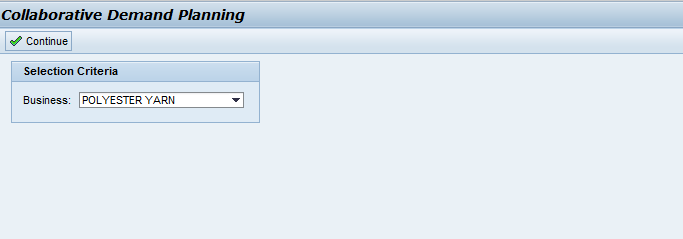 Collaborative Demand Planning
Continue
Selection Criteria
Business: POLYESTER YARN